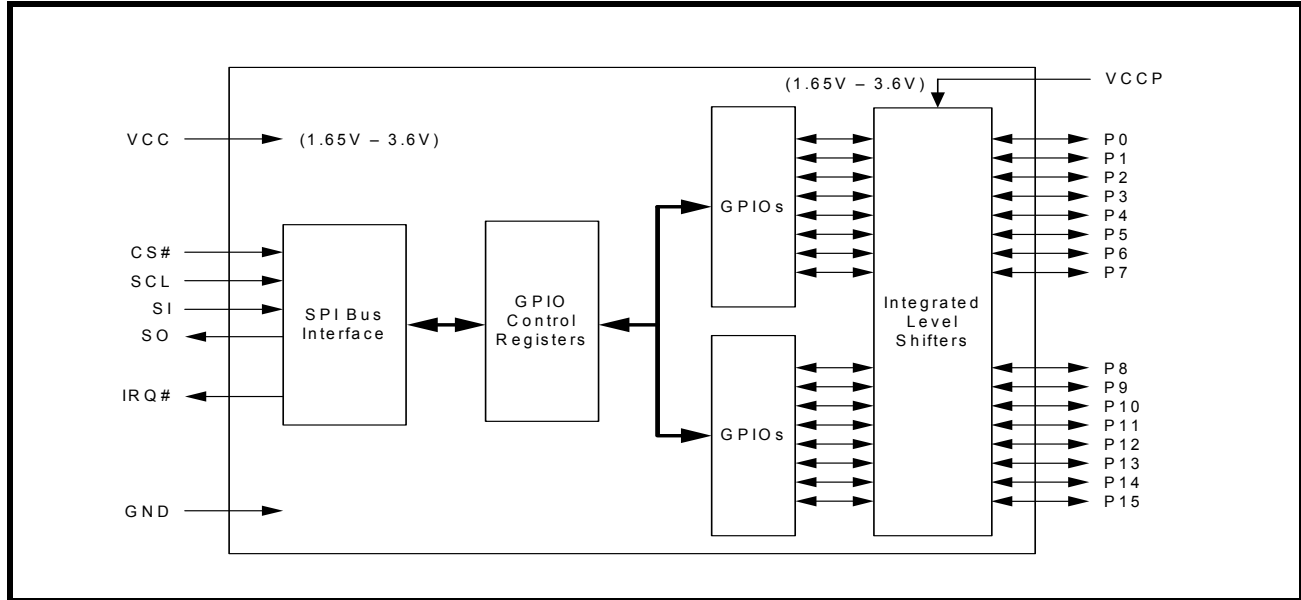 (1.65V – 3.6V)
VCCP
VCC
(1.65V – 3.6V)
P0
P1
P2
P3
P4
P5
P6
P7
GPIOs
CS#
SCL
SI
SO
IRQ#
SPI Bus
Interface
GPIO
Control
Registers
Integrated
Level
Shifters
P8
P9
P10
P11
P12
P13
P14
P15
GPIOs
GND